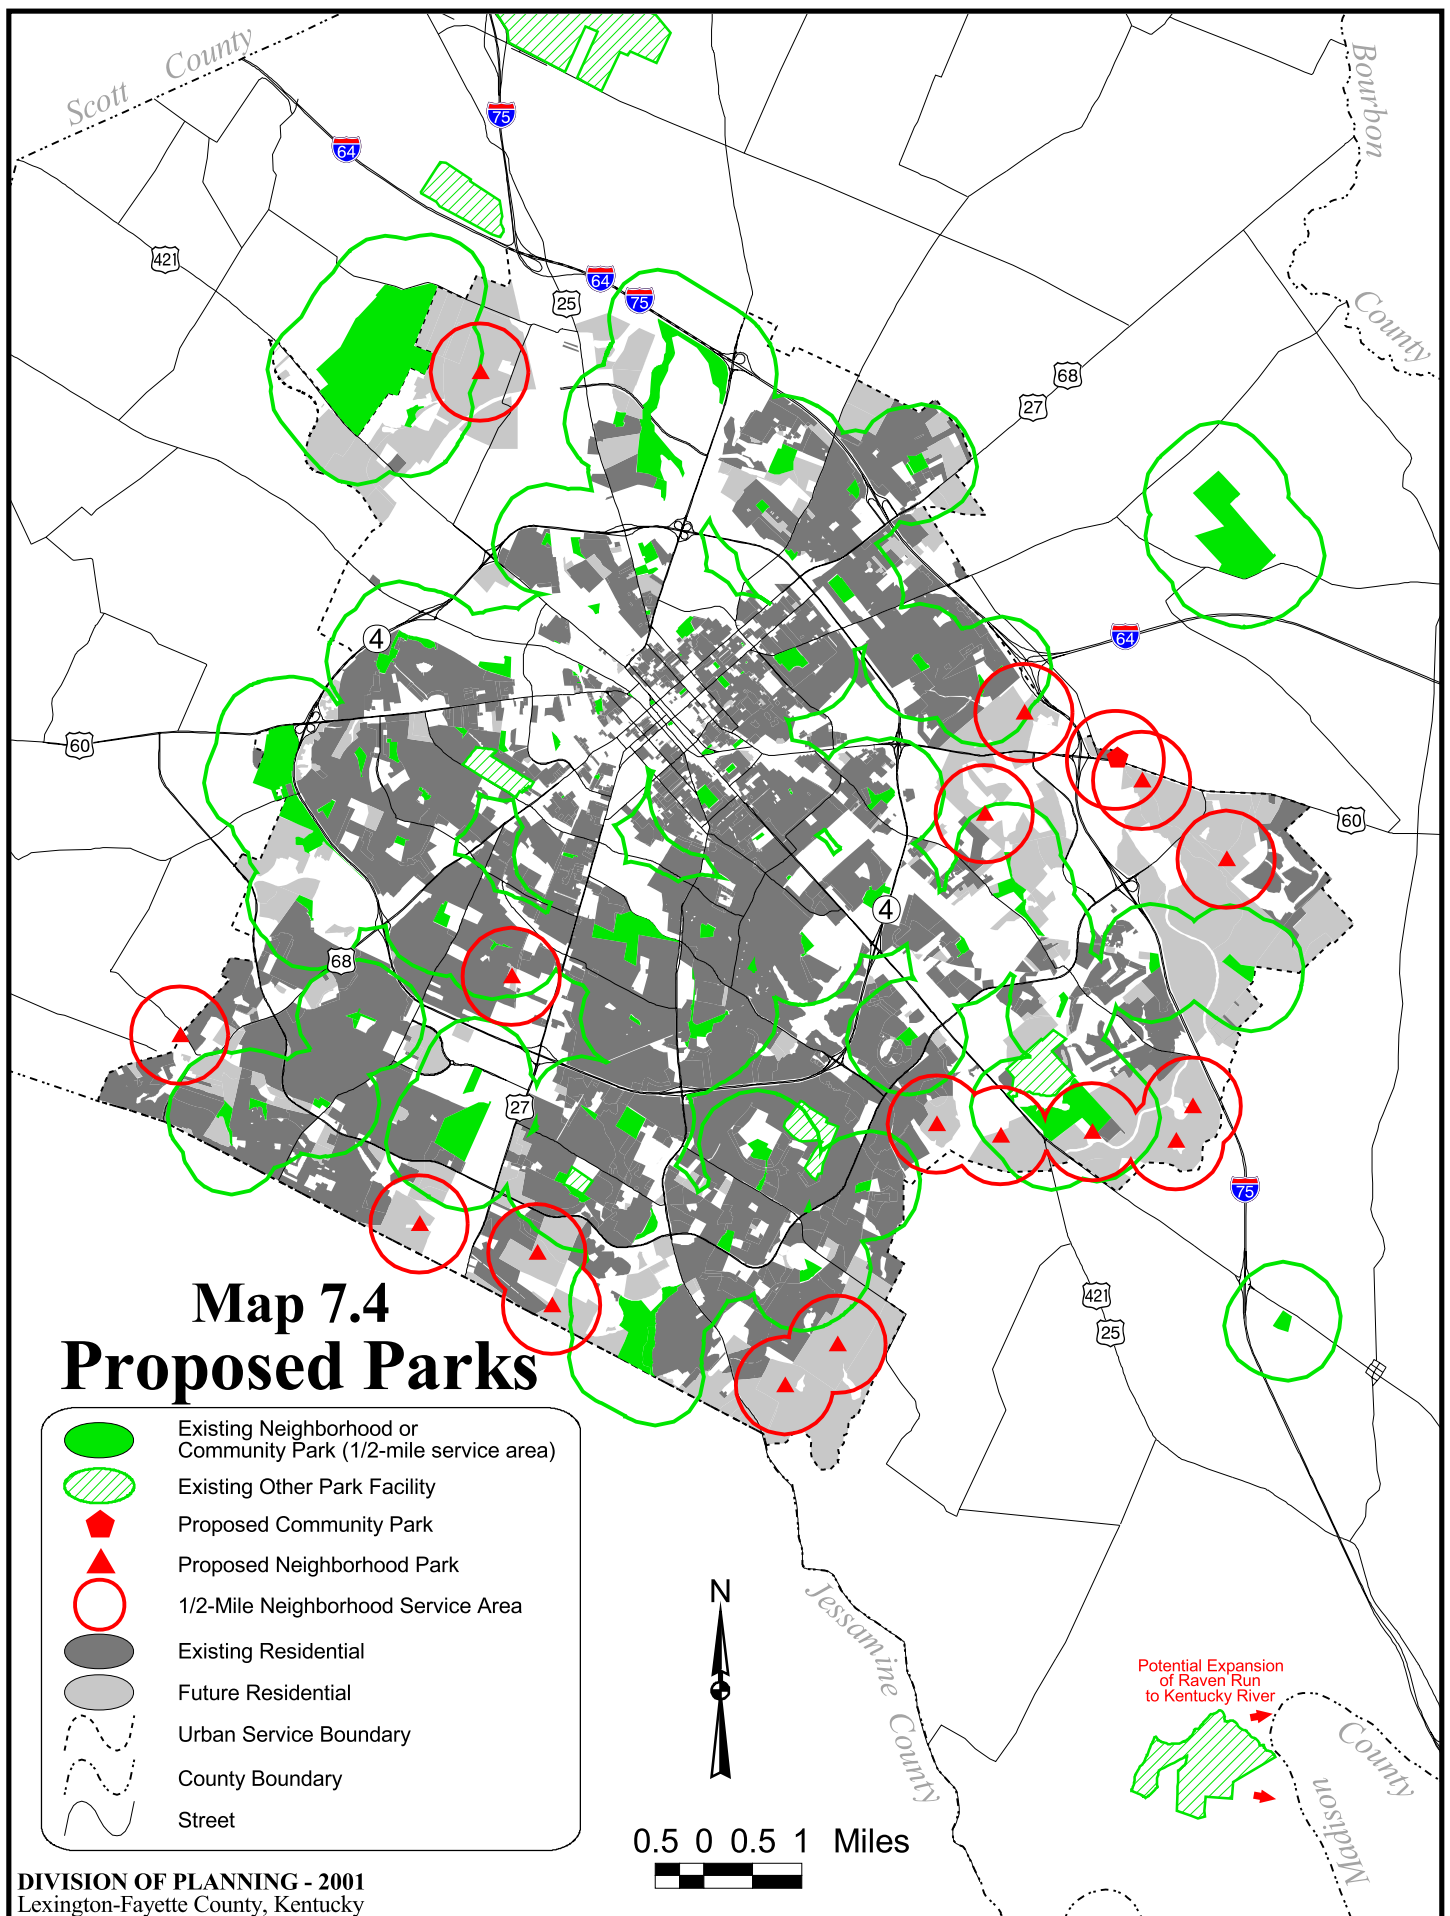 Scott County
Bourbon
County
75
64
421
64
75
25
68
27
4
64
60
60
4
68
27
75
421
25
Map 7.4
Proposed Parks
Existing Neighborhood or
Community Park (1/2-mile service area)
Existing Other Park Facility
Proposed Community Park
Proposed Neighborhood Park
1/2-Mile Neighborhood Service Area
Existing Residential
Future Residential
Urban Service Boundary
County Boundary
Street
N
Jessamine County
Potential Expansion
of Raven Run
to Kentucky River
County
Madison
0.5 0 0.5 1 Miles
DIVISION OF PLANNING - 2001
Lexington-Fayette County, Kentucky